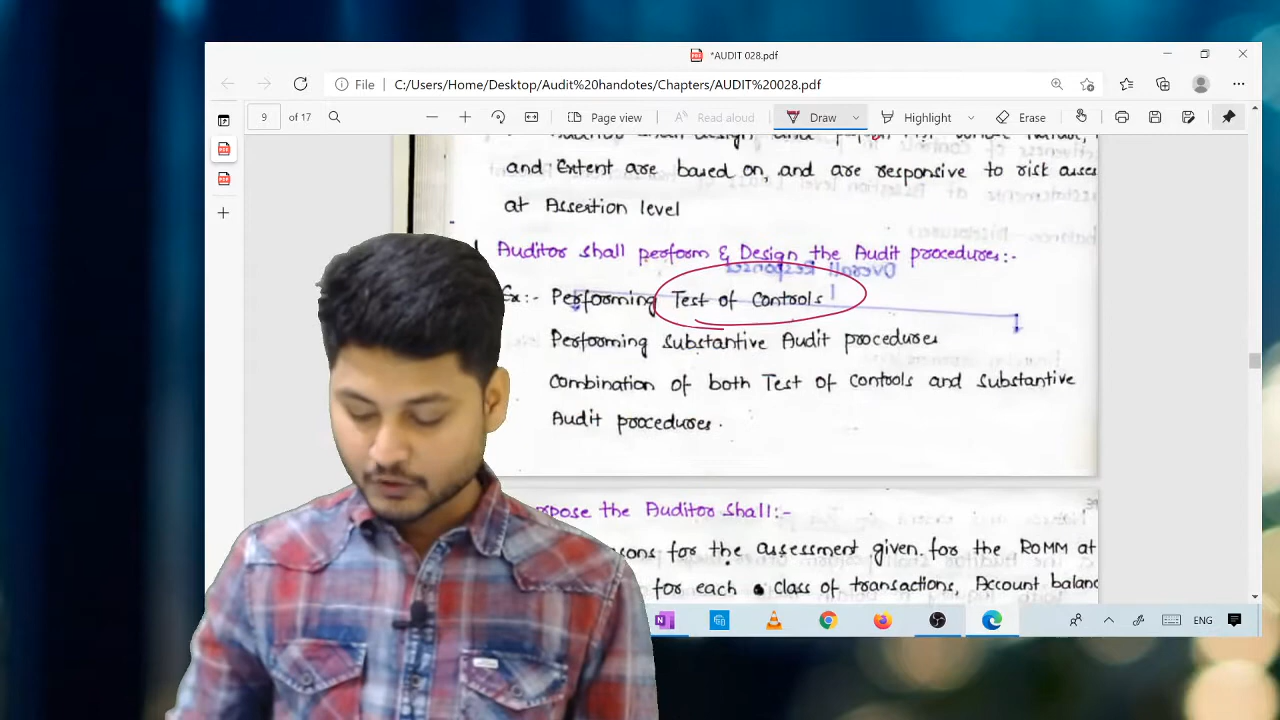 *AUDIT 028.pdf
File C:/Users/Home/Desktop/Audit%20handotes/Chapters/AUDIT%20028.pdf
9 of 17 Page view Read aloud Draw Highlight Erase
and Extent are based on, and are responsive to risk asses
at Assertion level
Auditor shall perform & Design the Audit procedures:-
Ex:- Performing Test of Controls
Performing Substantive Audit procedures
Combination of both Test of Controls and Substantive
Audit procedures.
the Auditor shall:-
for the assessment given for the ROMM at
for each class of transactions, Account balanc
ENG